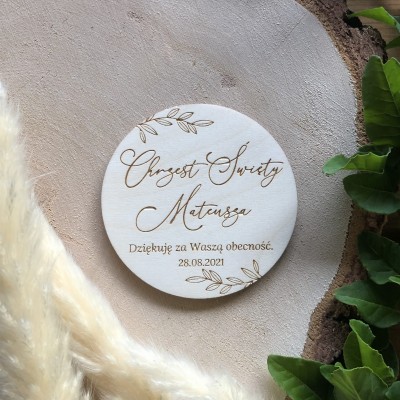 Chrzest Święty
Mateusza
Dziękuję za Waszą obecność.
28.08.2021